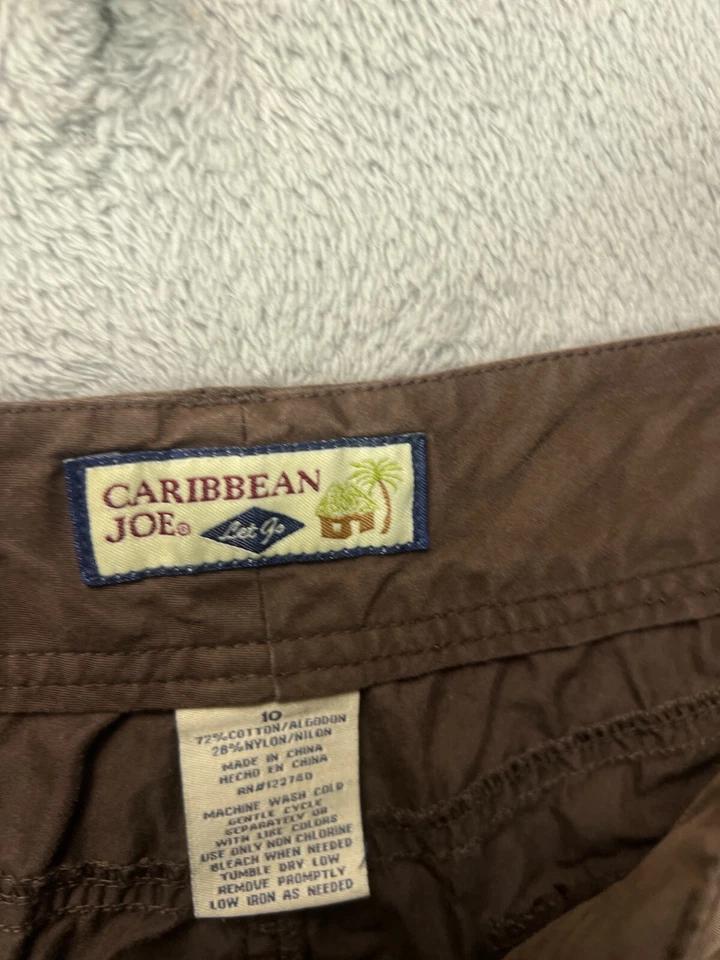 CARIBBEAN
JOE® Let go
10
72%COTTON/ALGODON
28%NYLON/NILON
MADE IN CHINA
HECHO EN CHINA
RN#122740
MACHINE WASH COLD
GENTLE CYCLE
SEPARATELY OR
WITH LIKE COLORS
USE ONLY NON CHLORINE
BLEACH WHEN NEEDED
TUMBLE DRY LOW
REMOVE PROMPTLY
LOW IRON AS NEEDED